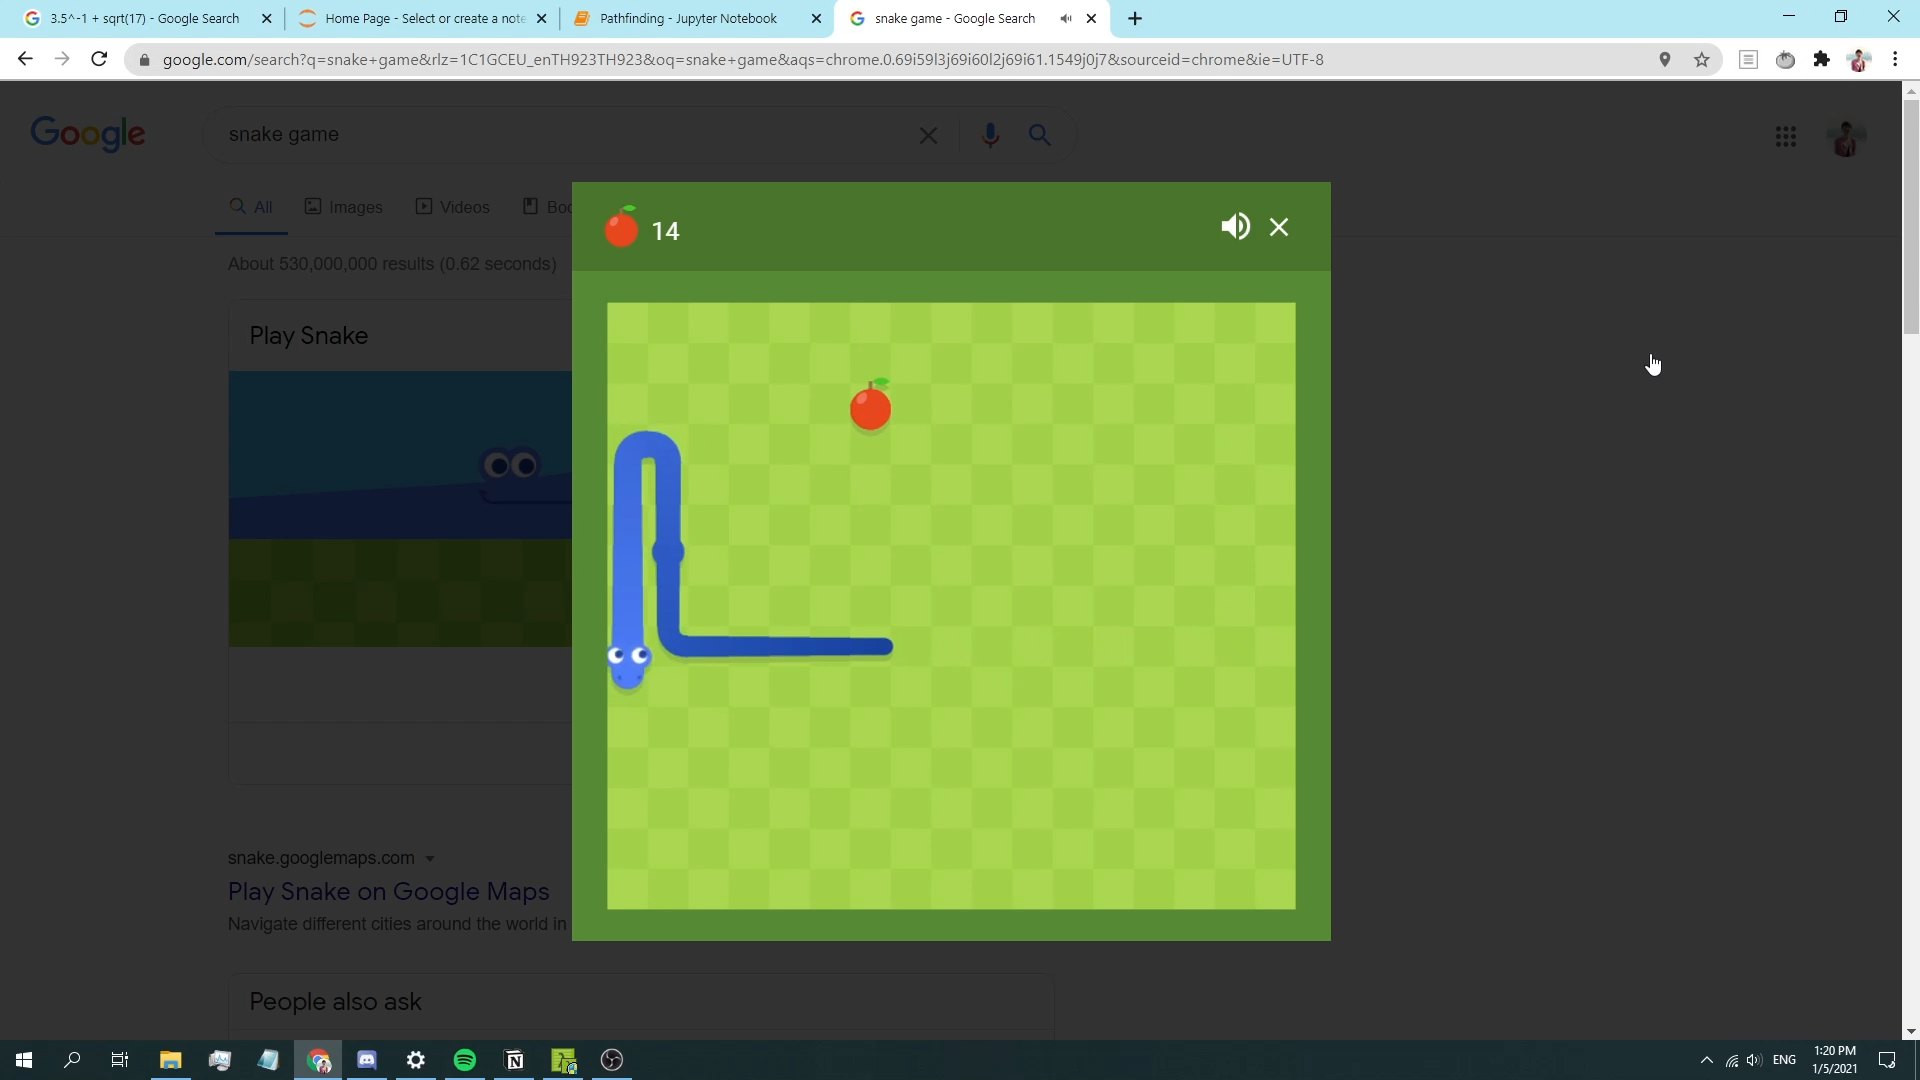 3.5^-1 + sqrt(17) - Google Search
Home Page - Select or create a note
Pathfinding - Jupyter Notebook
snake game - Google Search
google.com/search?q=snake+game&rlz=1C1GCEU_enTH923TH923&oq=snake+game&aqs=chrome.0.69i59l3j69i60l2j69i61.1549j0j7&sourceid=chrome&ie=UTF-8
Google
snake game
All
Images
Videos
Boo
14
About 530,000,000 results (0.62 seconds)
Play Snake
snake.googlemaps.com
Play Snake on Google Maps
Navigate different cities around the world in
People also ask
ENG
1:20 PM
1/5/2021